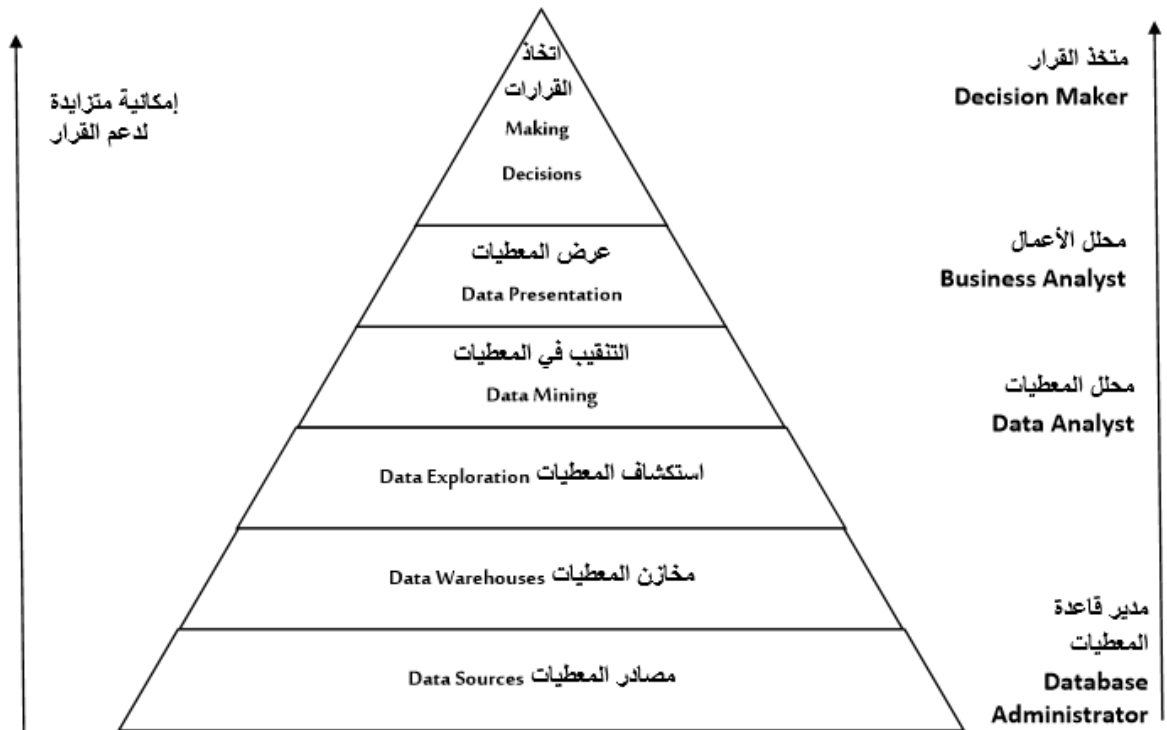 اتخاذ
القرارات
Making
Decisions
عرض المعطيات
Data Presentation
التنقيب في المعطيات
Data Mining
استكشاف المعطيات Data Exploration
مخازن المعطيات Data Warehouses
مصادر المعطيات Data Sources
إمكانية متزايدة
لدعم القرار
متخذ القرار
Decision Maker
محلل الأعمال
Business Analyst
محلل المعطيات
Data Analyst
مدير قاعدة
المعطيات
Database
Administrator